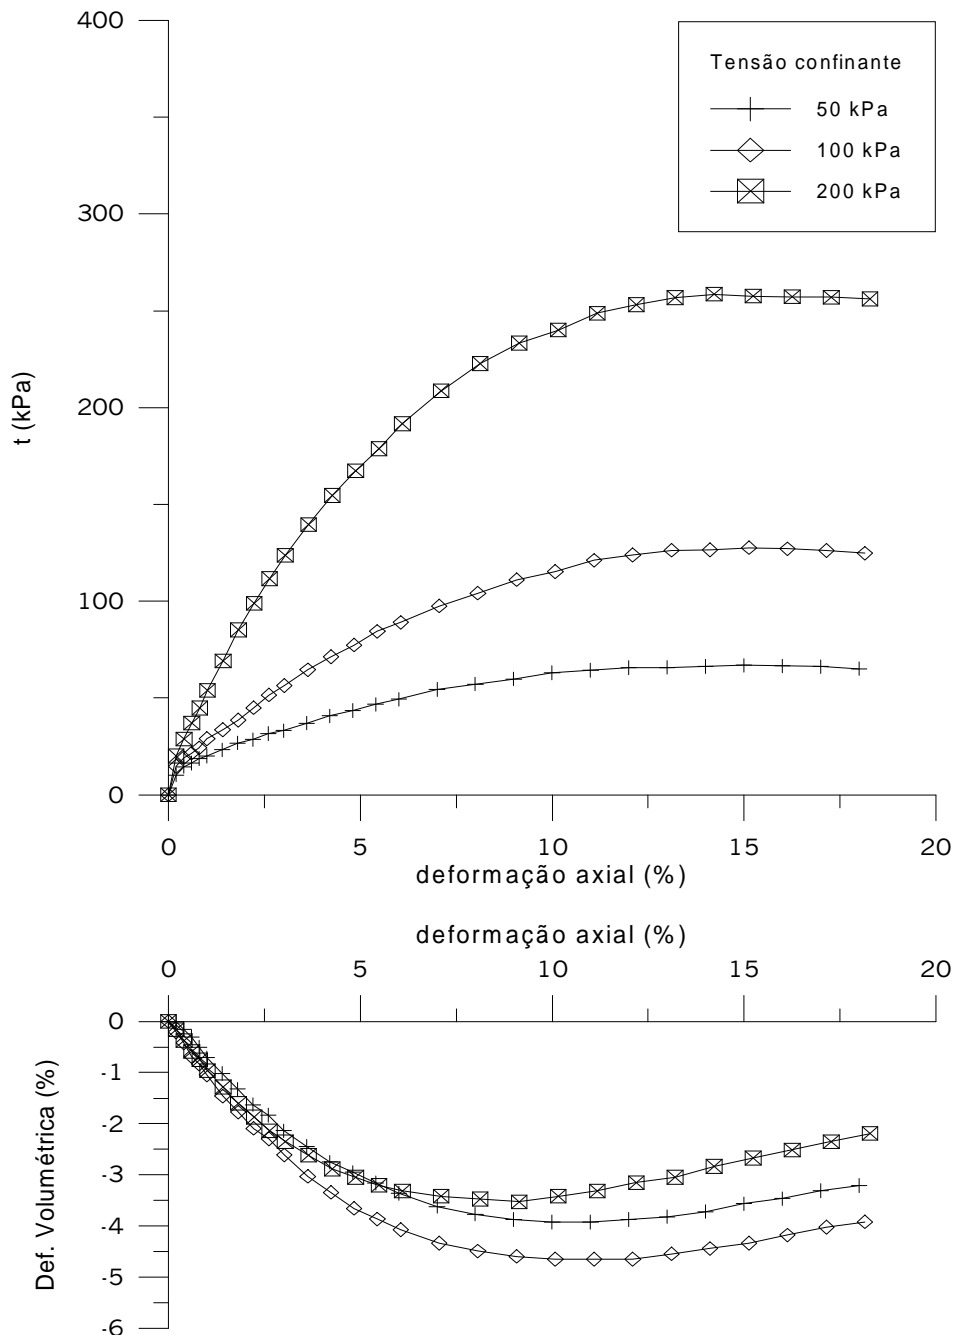 400
300
200
100
0
t (kPa)
Tensão confinante
50 kPa
100 kPa
200 kPa
0 5 10 15 20
deformação axial (%)
deformação axial (%)
0 5 10 15 20
0
-1
-2
-3
-4
-5
-6
Def. Volumétrica (%)